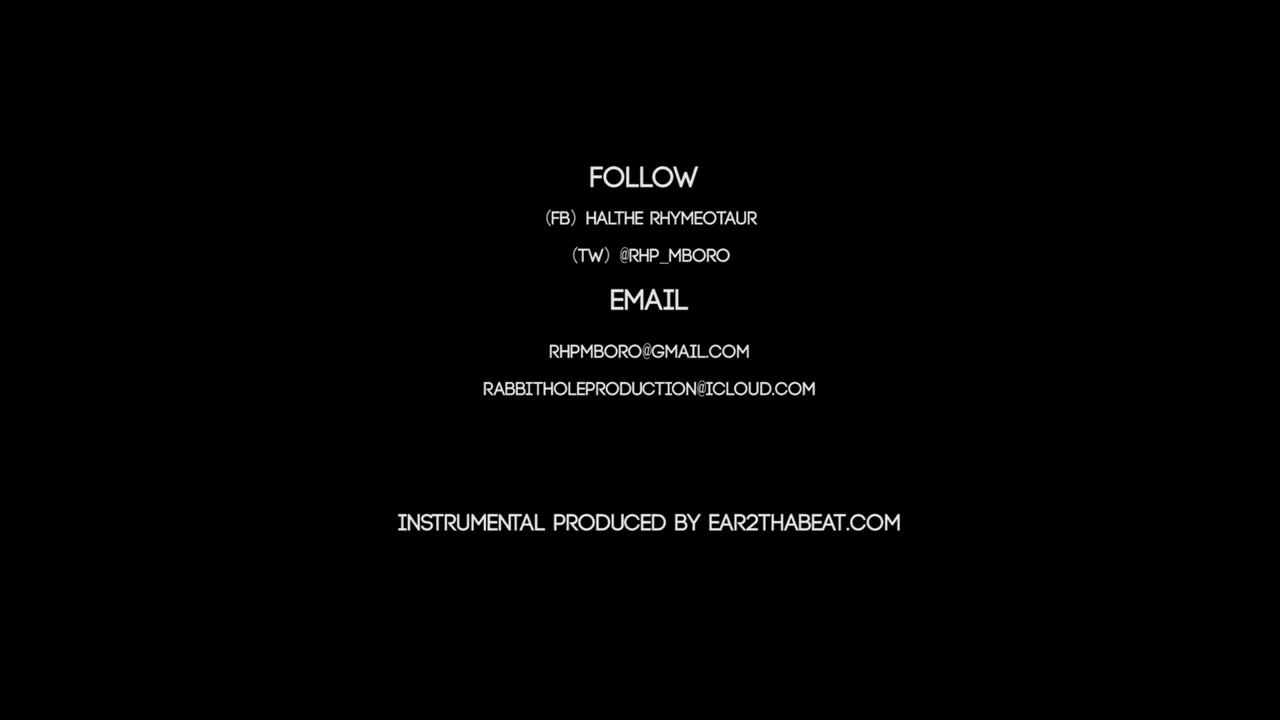 FOLLOW
(FB) HALTHE RHYMEOTAUR
(TW) @RHP_MBORO
EMAIL
RHPMBORO@GMAIL.COM
RABBITHOLEPRODUCTION@ICLOUD.COM
INSTRUMENTAL PRODUCED BY EAR2THABEAT.COM